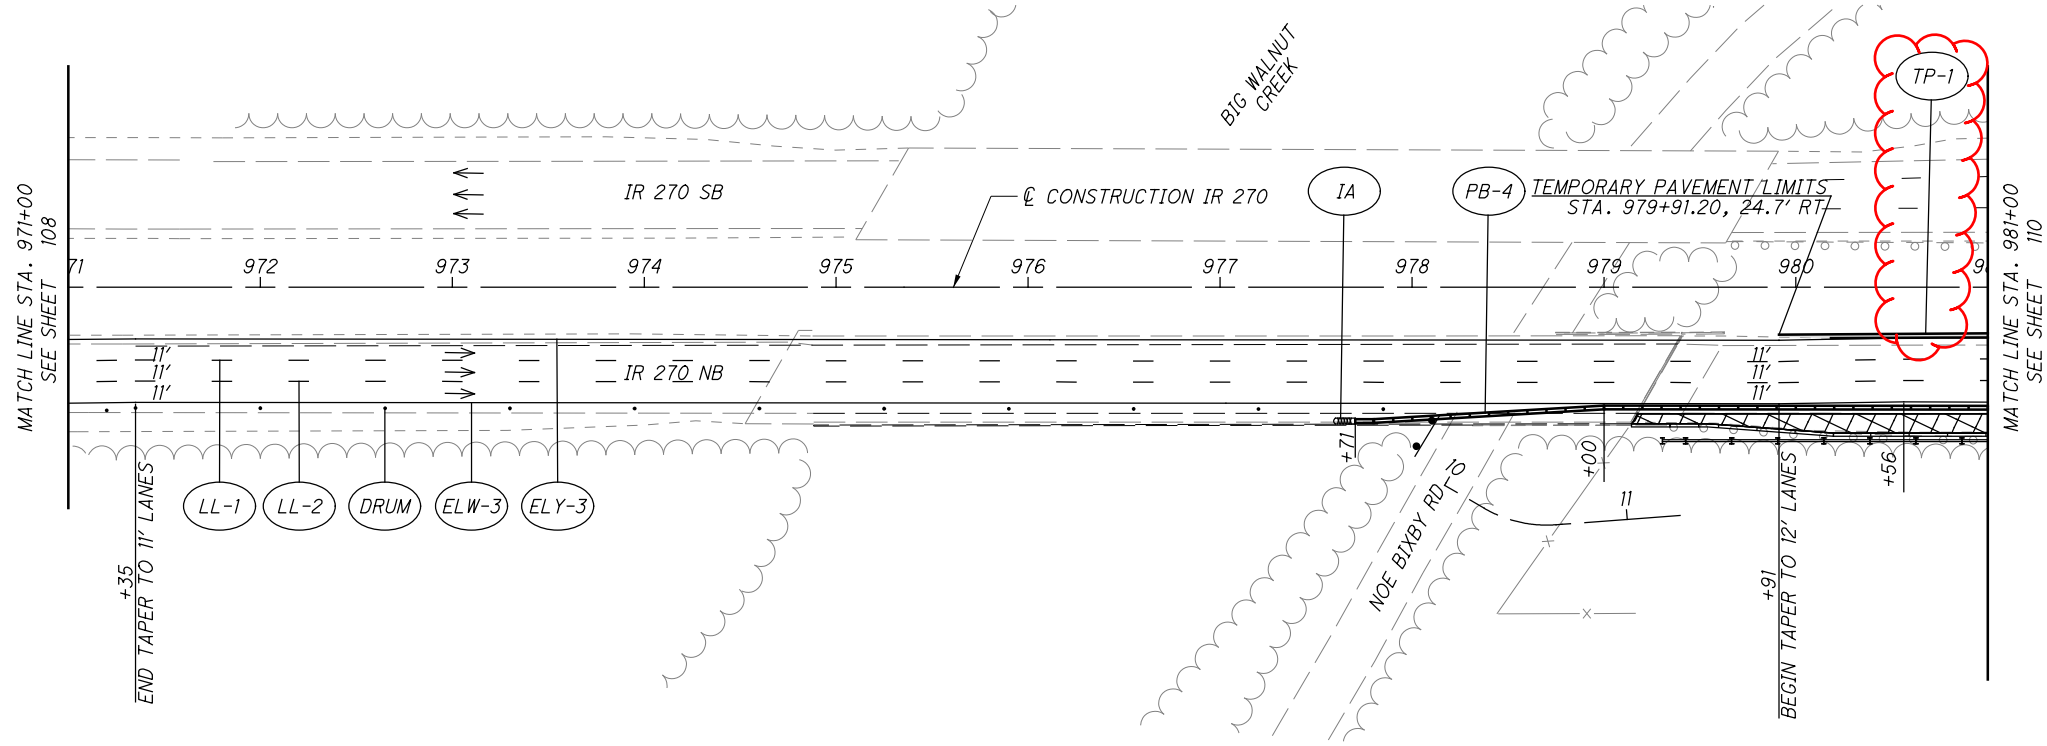 BIG WALNUT
CREEK
TP-1
IR 270 SB
℄ CONSTRUCTION IR 270
IA
PB-4
TEMPORARY PAVEMENT LIMITS
STA. 979+91.20, 24.7' RT
MATCH LINE STA. 971+00
SEE SHEET 108
MATCH LINE STA. 981+00
SEE SHEET 110
71
972
973
974
975
976
977
978
979
980
11'
11'
11'
IR 270 NB
11'
11'
11'
+71
+00
+56
10
11
NOE BIXBY RD
LL-1
LL-2
DRUM
ELW-3
ELY-3
+35
END TAPER TO 11' LANES
+91
BEGIN TAPER TO 12' LANES